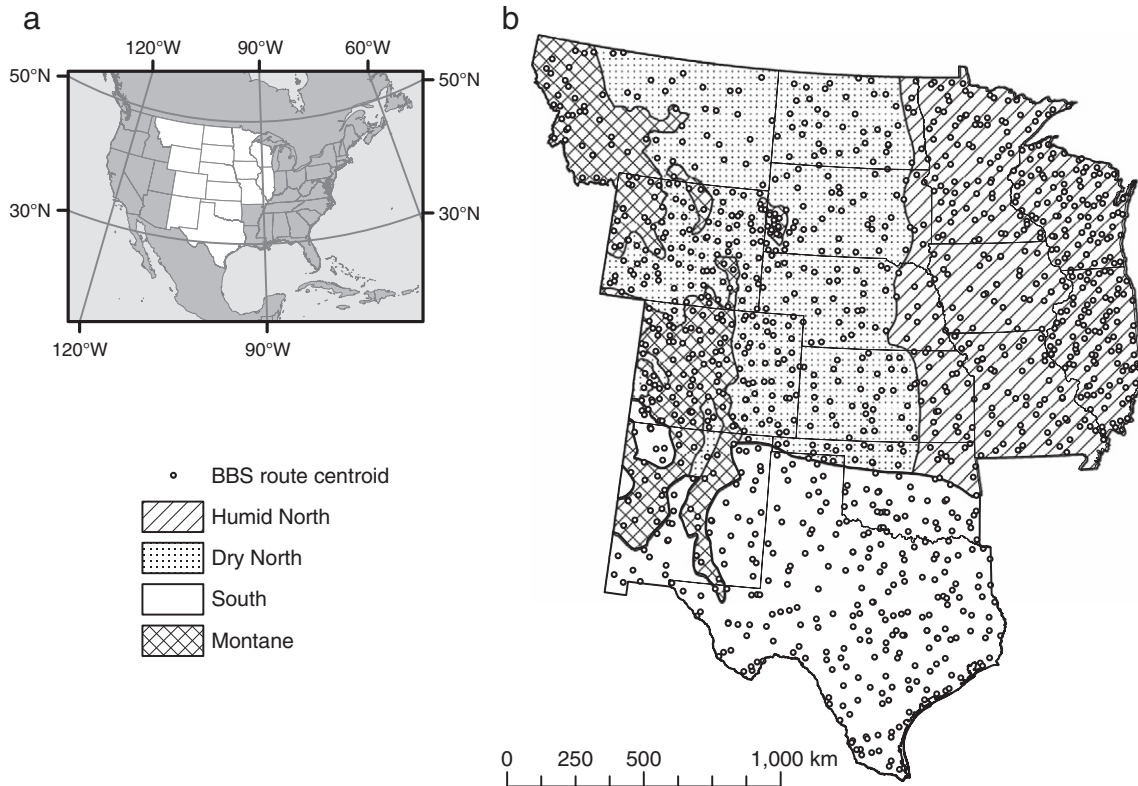 a
120°W 90°W 60°W
50°N
50°N
30°N
30°N
120°W 90°W
BBS route centroid
Humid North
Dry North
South
Montane
b
0 250 500 1,000 km